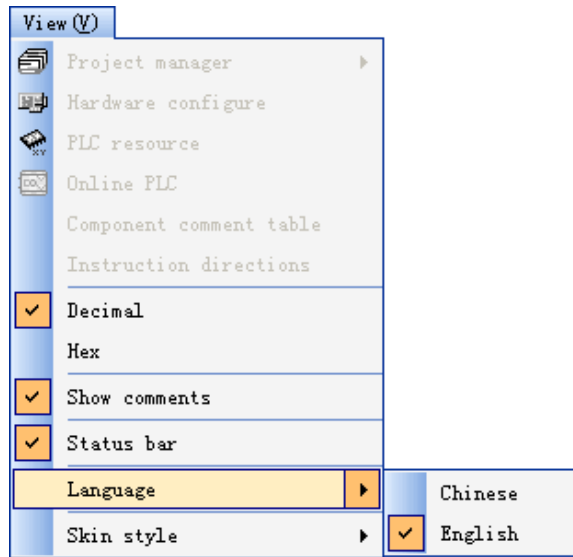 View(V)
Project manager
Hardware configure
PLC resource
Online PLC
Component comment table
Instruction directions
Decimal
Hex
Show comments
Status bar
Language
Chinese
Skin style
English